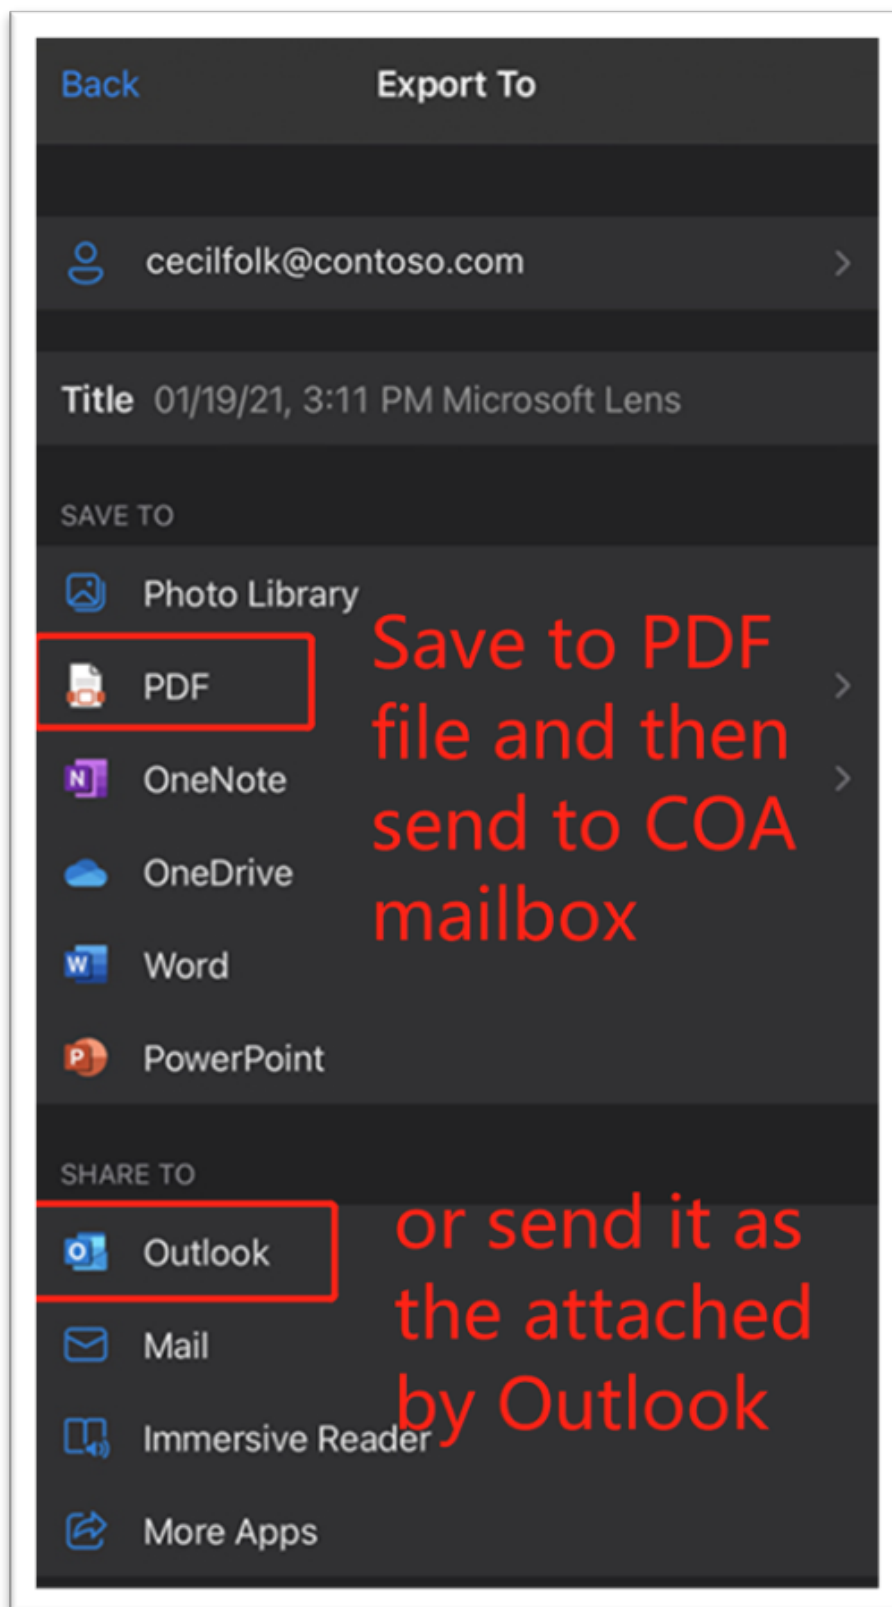 Back
Export To
cecilfolk@contoso.com
Title 01/19/21, 3:11 PM Microsoft Lens
SAVE TO
Photo Library
PDF
OneNote
OneDrive
Word
PowerPoint
Save to PDF
file and then
send to COA
mailbox
SHARE TO
Outlook
Mail
Immersive Reader
More Apps
or send it as
the attached
by Outlook